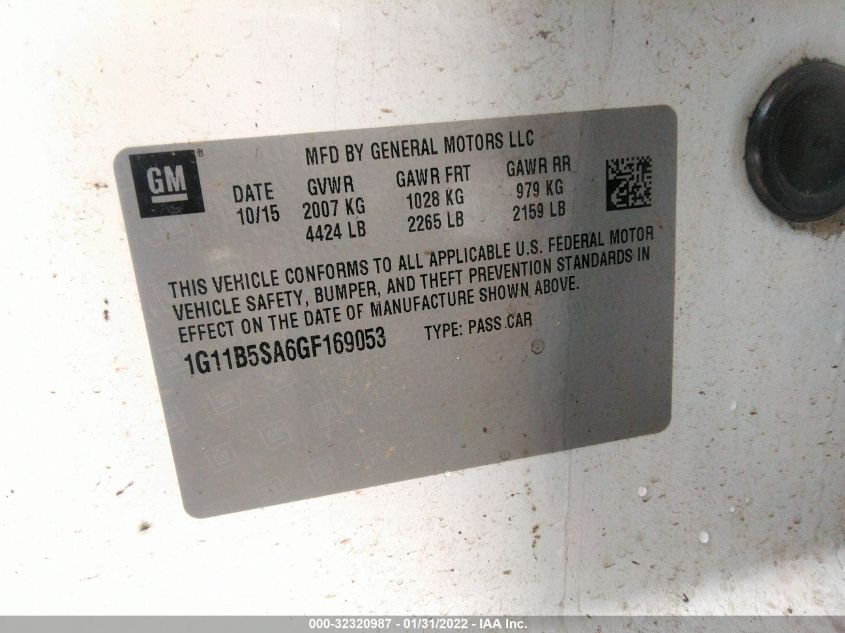 GM
®
MFD BY GENERAL MOTORS LLC
DATE GVWR GAWR FRT GAWR RR
10/15 2007 KG 1028 KG 979 KG
4424 LB 2265 LB 2159 LB
THIS VEHICLE CONFORMS TO ALL APPLICABLE U.S. FEDERAL MOTOR
VEHICLE SAFETY, BUMPER, AND THEFT PREVENTION STANDARDS IN
EFFECT ON THE DATE OF MANUFACTURE SHOWN ABOVE.
1G11B5SA6GF169053 TYPE: PASS CAR
000-32320987 - 01/31/2022 - IAA Inc.